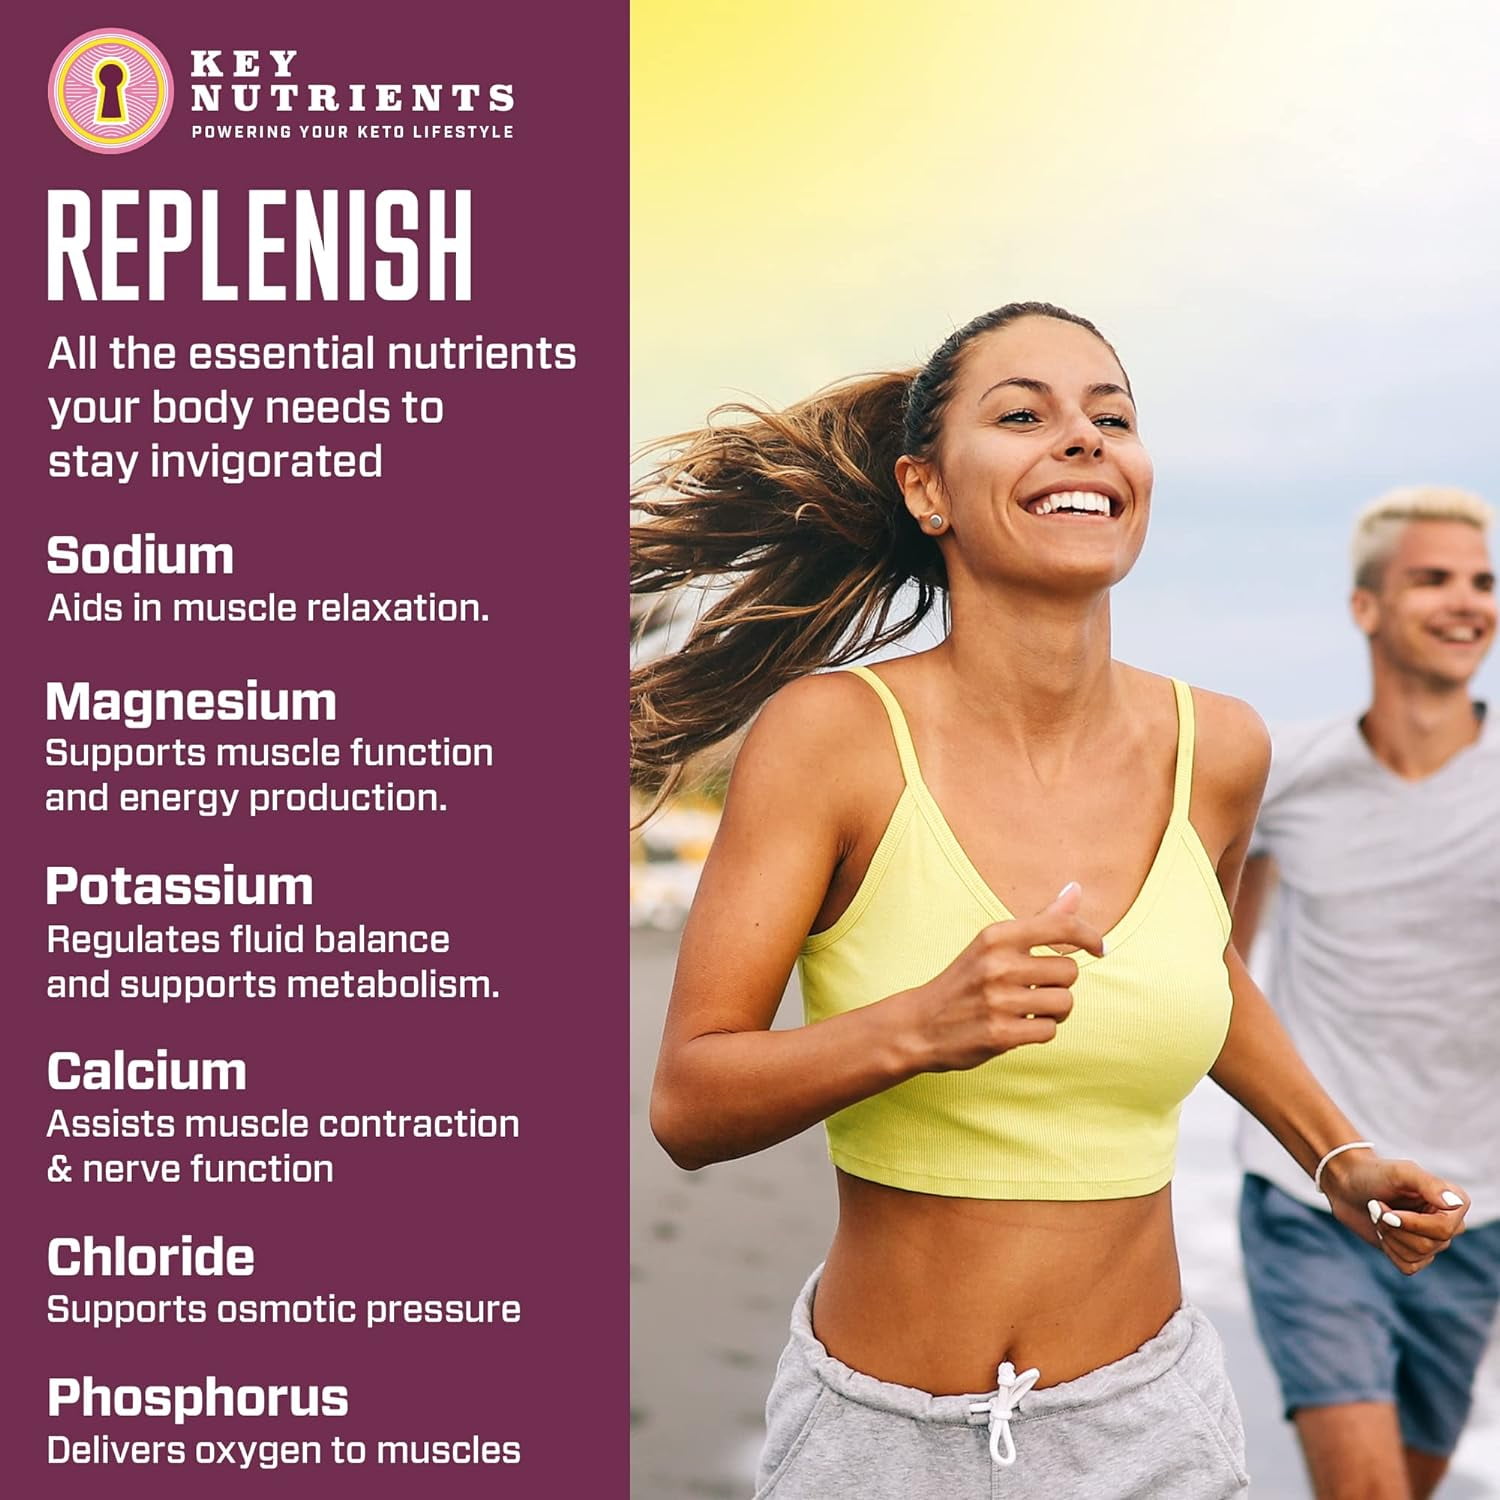 KEY
NUTRIENTS
POWERING YOUR KETO LIFESTYLE
REPLENISH
All the essential nutrients
your body needs to
stay invigorated
Sodium
Aids in muscle relaxation.
Magnesium
Supports muscle function
and energy production.
Potassium
Regulates fluid balance
and supports metabolism.
Calcium
Assists muscle contraction
& nerve function
Chloride
Supports osmotic pressure
Phosphorus
Delivers oxygen to muscles